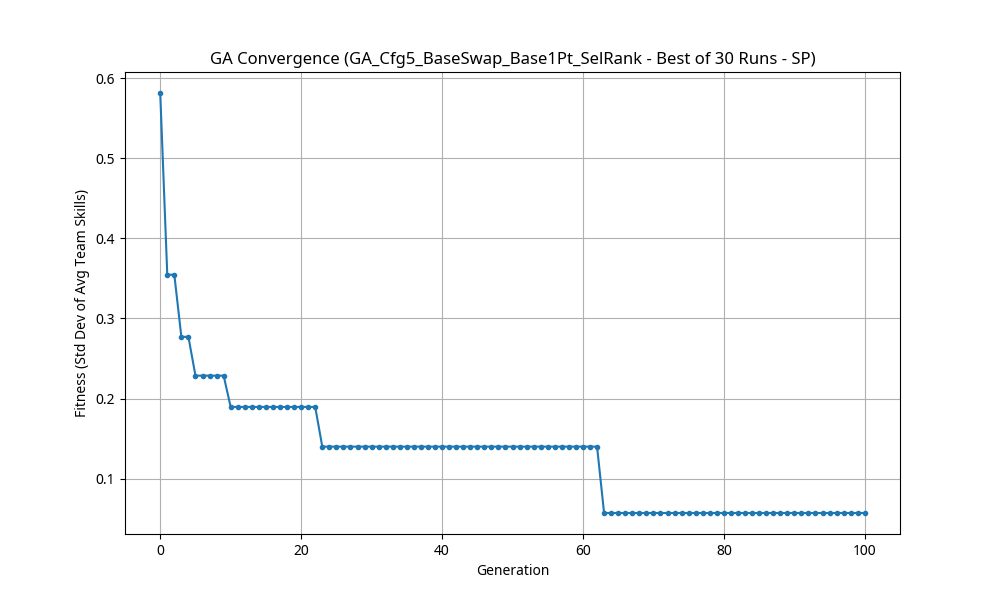 GA Convergence (GA_Cfg5_BaseSwap_Base1Pt_SelRank - Best of 30 Runs - SP)
Fitness (Std Dev of Avg Team Skills)
0.6
0.5
0.4
0.3
0.2
0.1
0 20 40 60 80 100
Generation